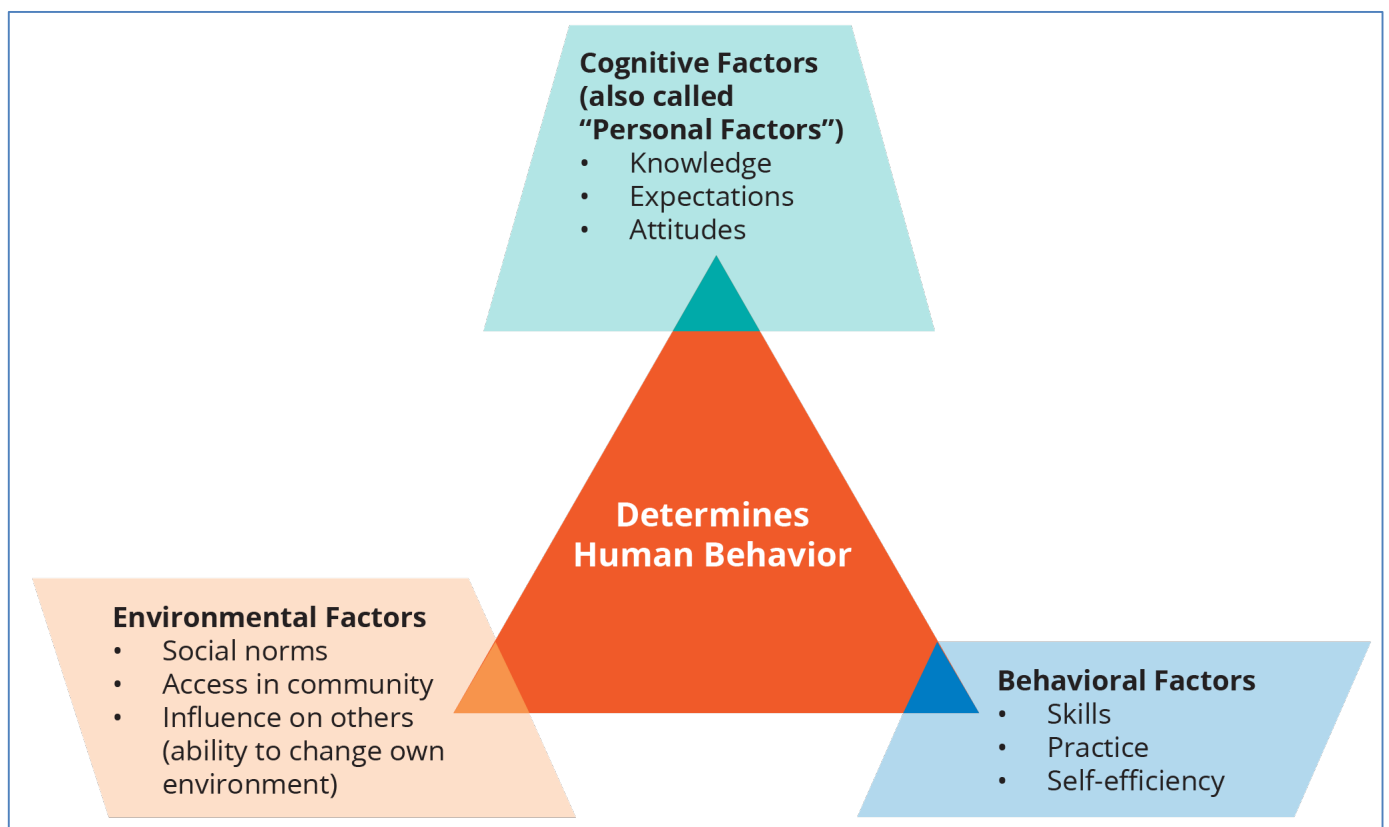 Cognitive Factors
(also called
“Personal Factors”)
• Knowledge
• Expectations
• Attitudes
Determines
Human Behavior
Environmental Factors
• Social norms
• Access in community
• Influence on others
(ability to change own
environment)
Behavioral Factors
• Skills
• Practice
• Self-efficiency